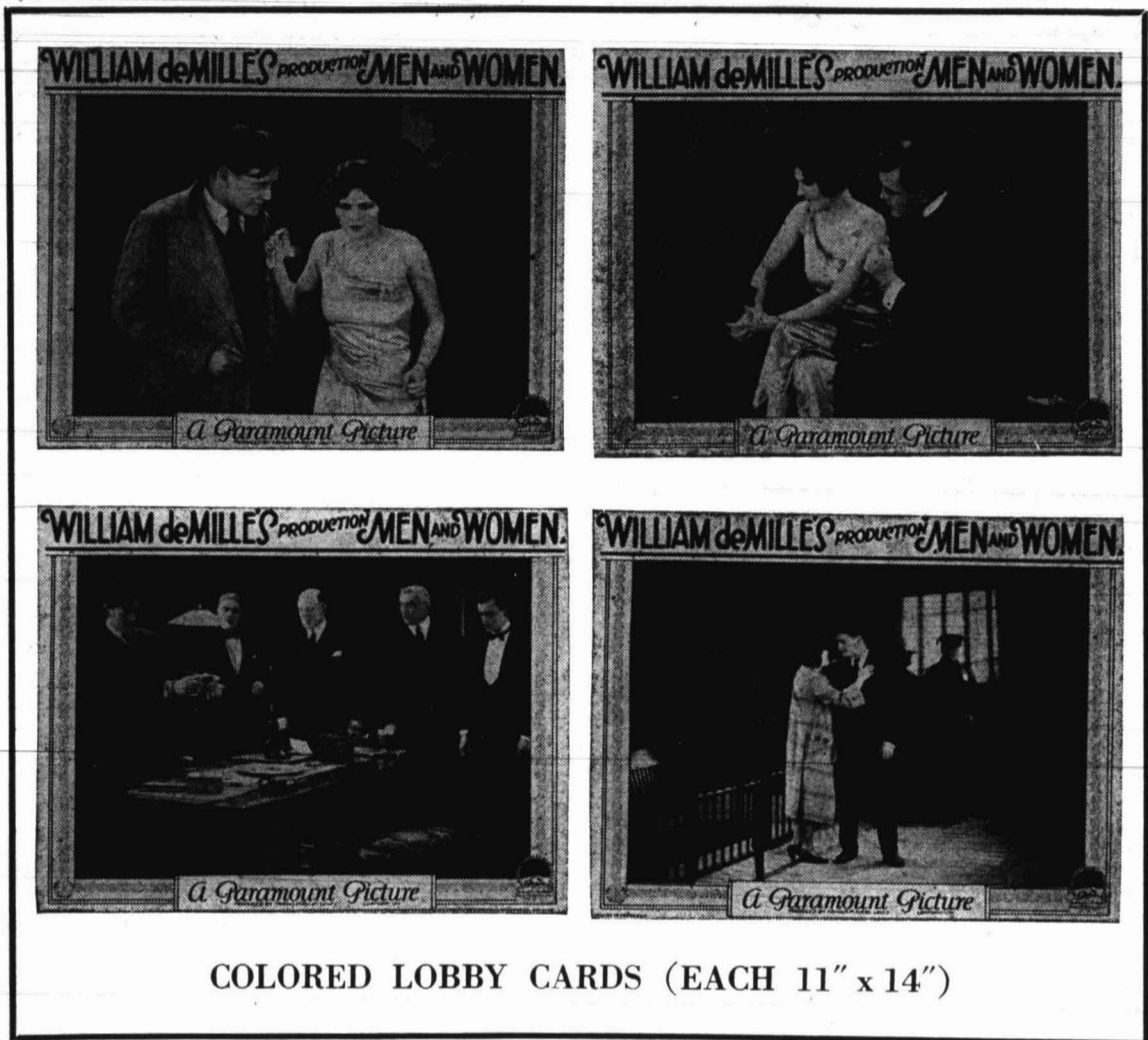 WILLIAM deMILLE'S PRODUCTION MEN AND WOMEN.
A Paramount Picture
WILLIAM deMILLE'S PRODUCTION MEN AND WOMEN.
A Paramount Picture
WILLIAM deMILLE'S PRODUCTION MEN AND WOMEN.
A Paramount Picture
WILLIAM deMILLE'S PRODUCTION MEN AND WOMEN.
A Paramount Picture
COLORED LOBBY CARDS (EACH 11" x 14")